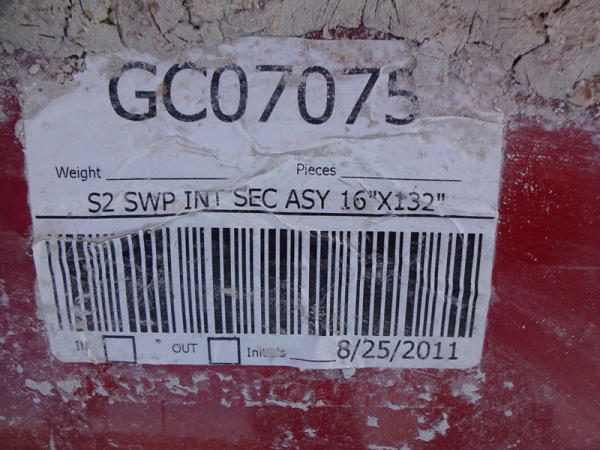 GC07075
Weight Pieces
S2 SWP INT SEC ASY 16"X132"
IN OUT Initials 8/25/2011